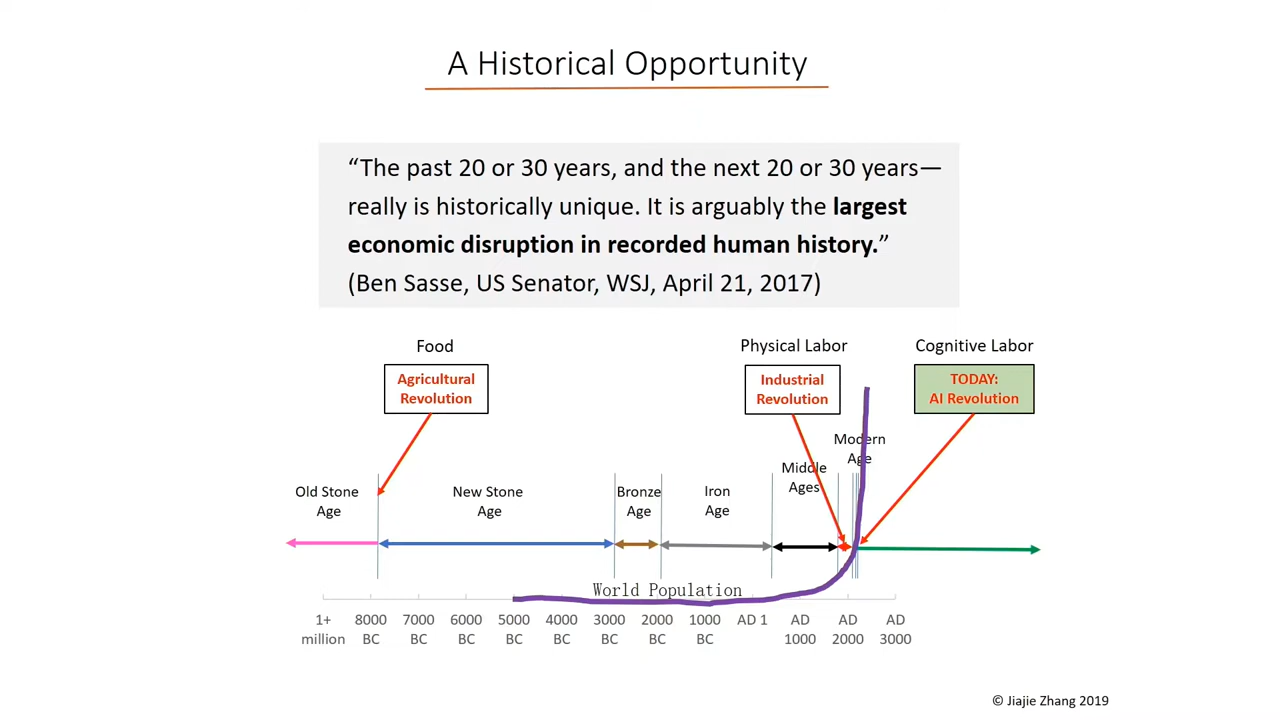 A Historical Opportunity
“The past 20 or 30 years, and the next 20 or 30 years—
really is historically unique. It is arguably the largest
economic disruption in recorded human history.”
(Ben Sasse, US Senator, WSJ, April 21, 2017)
Food
Physical Labor
Cognitive Labor
Agricultural
Revolution
Industrial
Revolution
TODAY:
AI Revolution
Old Stone
Age
New Stone
Age
Bronze
Age
Iron
Age
Middle
Ages
Modern
Age
World Population
1+
million
8000
BC
7000
BC
6000
BC
5000
BC
4000
BC
3000
BC
2000
BC
1000
BC
AD 1
AD
1000
AD
2000
AD
3000
© Jiajie Zhang 2019